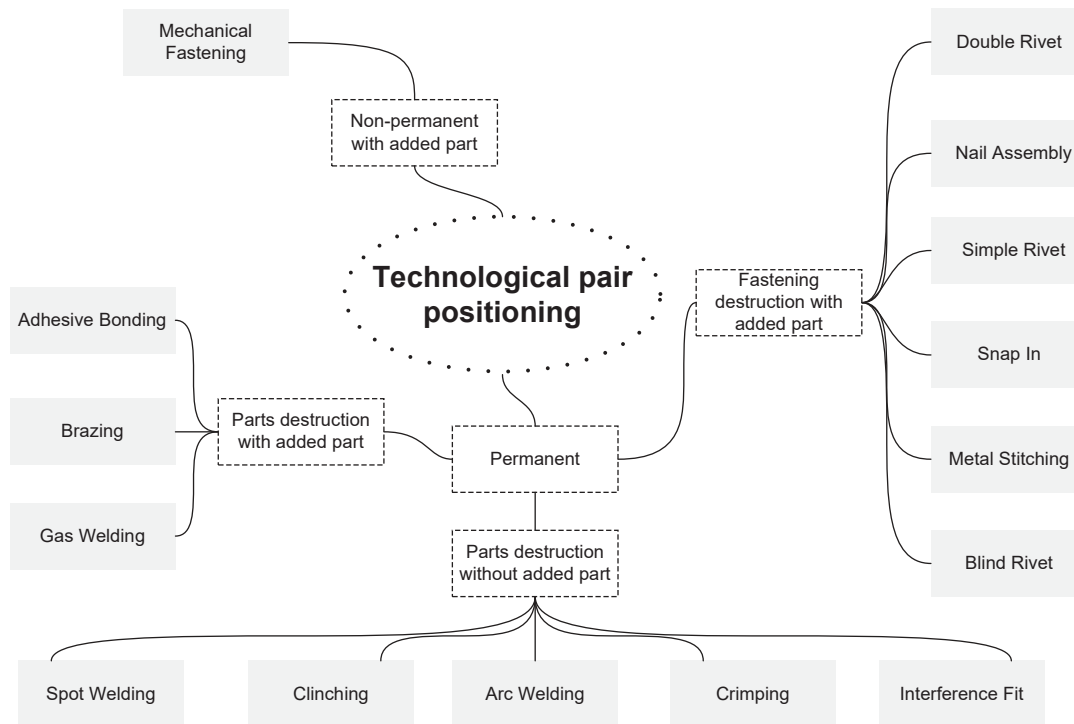 Mechanical
Fastening
Double Rivet
Non-permanent
with added part
Nail Assembly
Simple Rivet
Technological pair
positioning
Fastening
destruction with
added part
Adhesive Bonding
Snap In
Brazing
Parts destruction
with added part
Permanent
Metal Stitching
Gas Welding
Parts destruction
without added part
Blind Rivet
Spot Welding
Clinching
Arc Welding
Crimping
Interference Fit